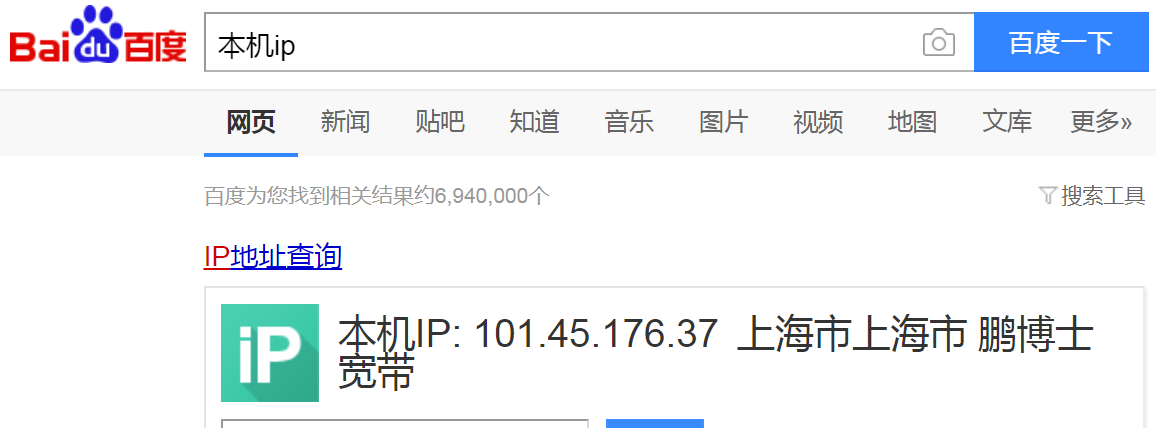 Baidu百度 本机ip 百度一下
网页 新闻 贴吧 知道 音乐 图片 视频 地图 文库 更多»
百度为您找到相关结果约6,940,000个 搜索工具
IP地址查询
iP 本机IP: 101.45.176.37 上海市上海市 鹏博士
宽带